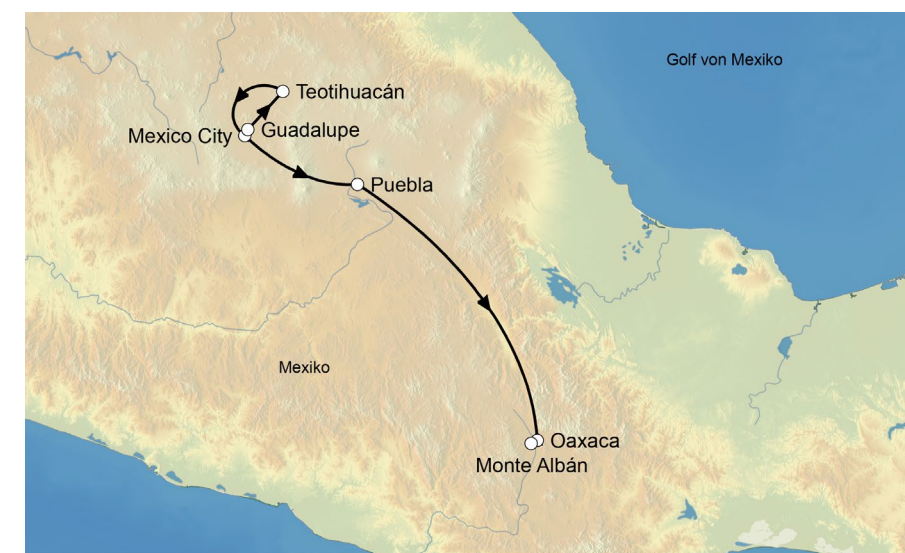 Golf von Mexiko
Teotihuacán
Guadalupe
Mexico City
Puebla
Mexiko
Oaxaca
Monte Albán